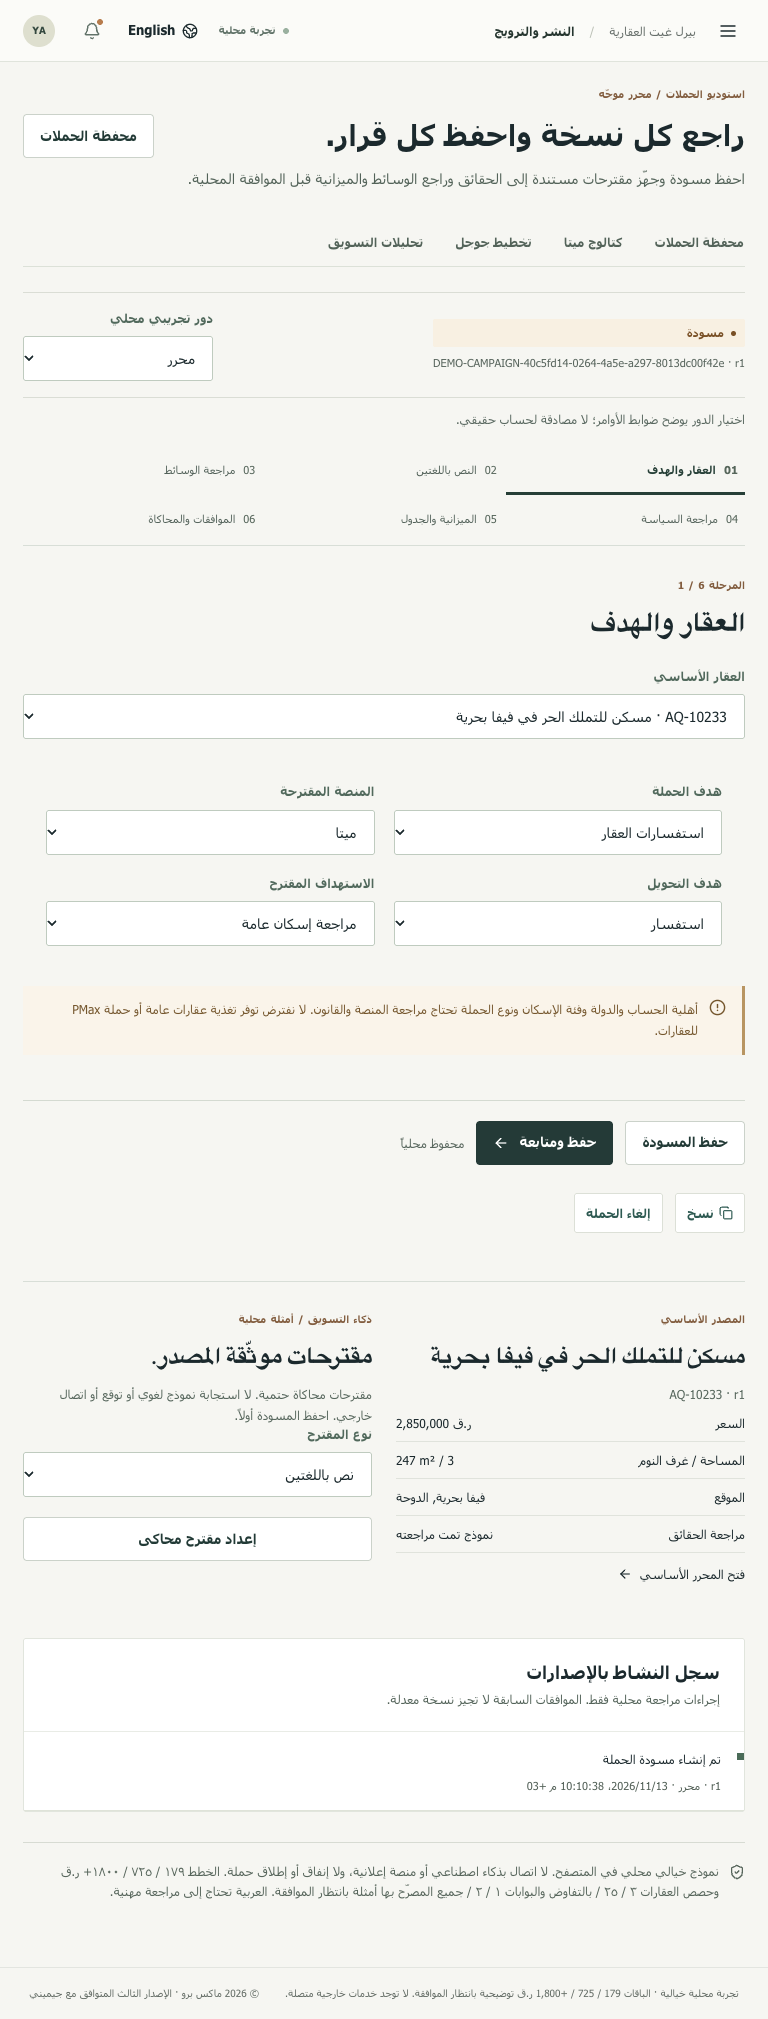 بيرل غيت العقارية / النشر والترويج
تجربة محلية
English
YA
استوديو الحملات / محرر موجّه
راجع كل نسخة واحفظ كل قرار.
محفظة الحملات
احفظ مسودة وجهّز مقترحات مستندة إلى الحقائق وراجع الوسائط والميزانية قبل الموافقة المحلية.
محفظة الحملات
كتالوج ميتا
تخطيط جوجل
تحليلات التسويق
مسودة
DEMO-CAMPAIGN-40c5fd14-0264-4a5e-a297-8013dc00f42e · r1
دور تجريبي محلي
محرر
اختيار الدور يوضح ضوابط الأوامر؛ لا مصادقة لحساب حقيقي.
01 العقار والهدف
02 النص باللغتين
03 مراجعة الوسائط
04 مراجعة السياسة
05 الميزانية والجدول
06 الموافقات والمحاكاة
المرحلة 6 / 1
العقار والهدف
العقار الأساسي
AQ-10233 · مسكن للتملك الحر في فيفا بحرية
هدف الحملة
استفسارات العقار
المنصة المقترحة
ميتا
هدف التحويل
استفسار
الاستهداف المقترح
مراجعة إسكان عامة
أهلية الحساب والدولة وفئة الإسكان ونوع الحملة تحتاج مراجعة المنصة والقانون. لا نفترض توفر تغذية عقارات عامة أو حملة PMax
للعقارات.
حفظ المسودة
حفظ ومتابعة
محفوظ محلياً
نسخ
إلغاء الحملة
المصدر الأساسي
مسكن للتملك الحر في فيفا بحرية
AQ-10233 · r1
السعر
2,850,000 ر.ق
المساحة / غرف النوم
247 m² / 3
الموقع
فيفا بحرية, الدوحة
مراجعة الحقائق
نموذج تمت مراجعته
فتح المحرر الأساسي
ذكاء التسويق / أمثلة محلية
مقترحات موثّقة المصدر.
مقترحات محاكاة حتمية. لا استجابة نموذج لغوي أو توقع أو اتصال
خارجي. احفظ المسودة أولاً.
نوع المقترح
نص باللغتين
إعداد مقترح محاكى
سجل النشاط بالإصدارات
إجراءات مراجعة محلية فقط. الموافقات السابقة لا تجيز نسخة معدلة.
تم إنشاء مسودة الحملة
r1 · محرر · 2026/11/13، 10:10:38 م +03
نموذج خيالي محلي في المتصفح. لا اتصال بذكاء اصطناعي أو منصة إعلانية، ولا إنفاق أو إطلاق حملة. الخطط ١٧٩ / ٧٢٥ / ١٨٠٠+ ر.ق
وحصص العقارات ٣ / ٢٥ / بالتفاوض والبوابات ١ / ٢ / جميع المصرّح بها أمثلة بانتظار الموافقة. العربية تحتاج إلى مراجعة مهنية.
تجربة محلية خيالية · الباقات 179 / 725 / +1,800 ر.ق توضيحية بانتظار الموافقة. لا توجد خدمات خارجية متصلة.
© 2026 ماكس برو · الإصدار الثالث المتوافق مع جيميني